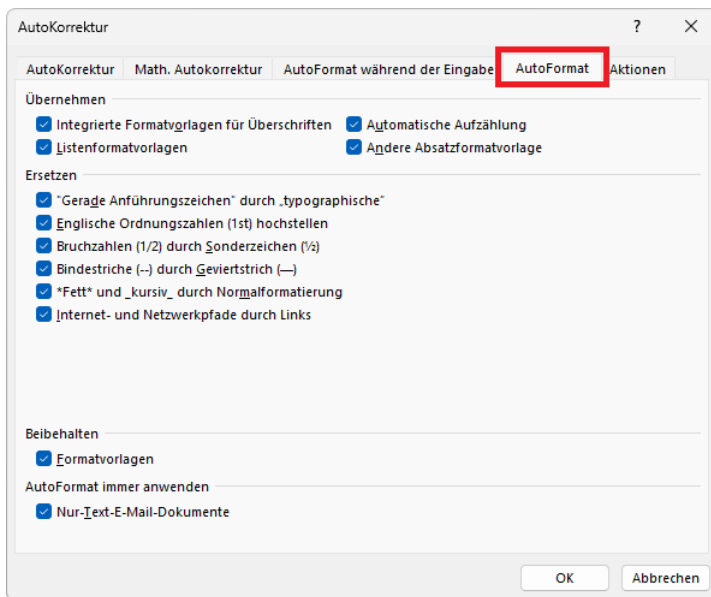 AutoKorrektur ? ×
AutoKorrektur Math. Autokorrektur AutoFormat während der Eingabe AutoFormat Aktionen
Übernehmen
Integrierte Formatvorlagen für Überschriften Automatische Aufzählung
Listenformatvorlagen Andere Absatzformatvorlage
Ersetzen
"Gerade Anführungszeichen" durch „typographische“
Englische Ordnungszahlen (1st) hochstellen
Bruchzahlen (1/2) durch Sonderzeichen (½)
Bindestriche (--) durch Geviertstrich (—)
*Fett* und _kursiv_ durch Normalformatierung
Internet- und Netzwerkpfade durch Links
Beibehalten
Formatvorlagen
AutoFormat immer anwenden
Nur-Text-E-Mail-Dokumente
OK Abbrechen